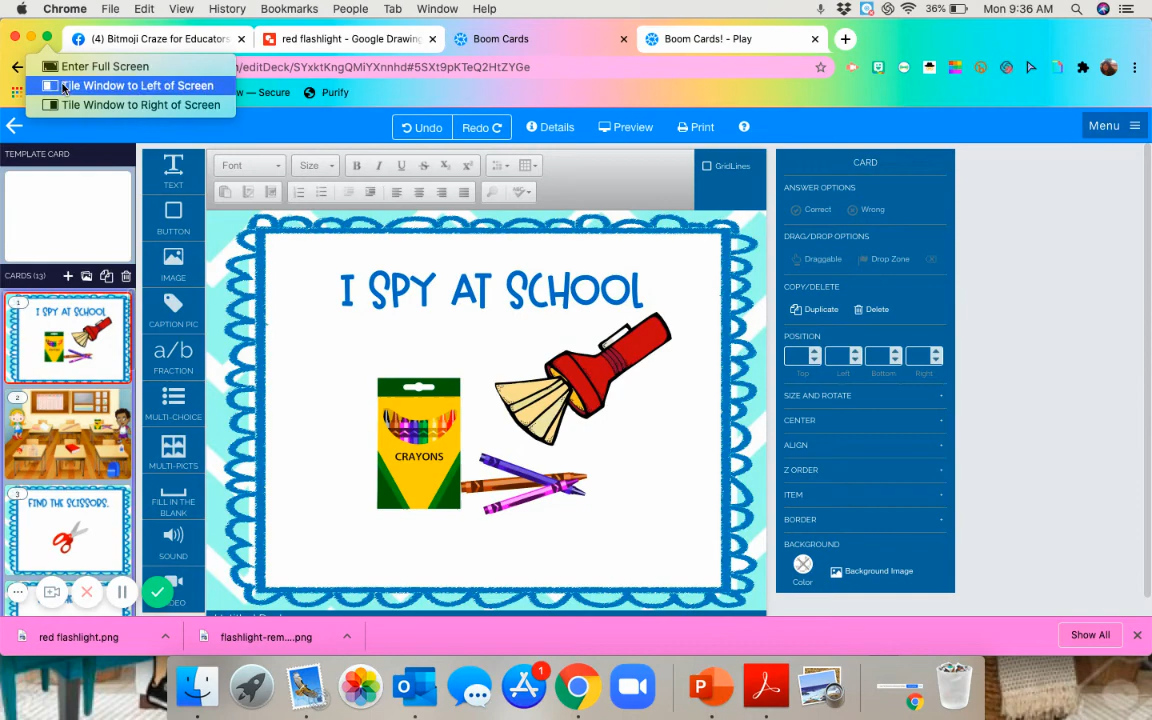 Chrome File Edit View History Bookmarks People Tab Window Help 36% Mon 9:36 AM
(4) Bitmoji Craze for Educators × red flashlight - Google Drawing × Boom Cards × Boom Cards! - Play × +
Enter Full Screen
/editDeck/SYxktKngQMiYXnnhd#5SXt9pKTeQ2HtZYGe
Tile Window to Left of Screen
w — Secure Purify
Tile Window to Right of Screen
Undo Redo Details Preview Print ? Menu
TEMPLATE CARD
CARDS (13)
1
I SPY AT SCHOOL
2
3
FIND THE SCISSORS.
TEXT
BUTTON
IMAGE
CAPTION PIC
a/b
FRACTION
MULTI-CHOICE
MULTI-PICTS
FILL IN THE
BLANK
SOUND
Font Size B I U S x₂ x² GridLines
I SPY AT SCHOOL
CRAYONS
CARD
ANSWER OPTIONS
Correct Wrong
DRAG/DROP OPTIONS
Draggable Drop Zone
COPY/DELETE
Duplicate Delete
POSITION
Top Left Bottom Right
SIZE AND ROTATE
CENTER
ALIGN
Z ORDER
ITEM
BORDER
BACKGROUND
Color Background Image
red flashlight.png flashlight-rem....png Show All ×
1